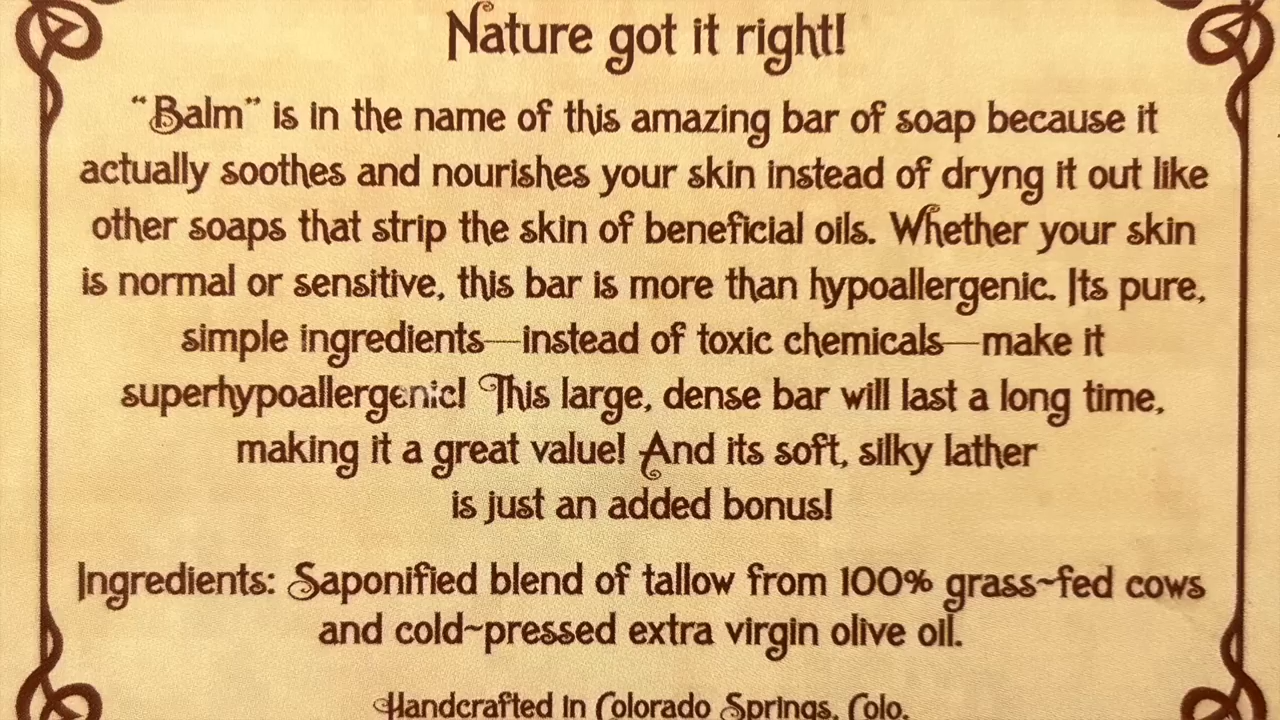 Nature got it right!
“Balm” is in the name of this amazing bar of soap because it
actually soothes and nourishes your skin instead of dryng it out like
other soaps that strip the skin of beneficial oils. Whether your skin
is normal or sensitive, this bar is more than hypoallergenic. Its pure,
simple ingredients—instead of toxic chemicals—make it
superhypoallergenic! This large, dense bar will last a long time,
making it a great value! And its soft, silky lather
is just an added bonus!
Ingredients: Saponified blend of tallow from 100% grass~fed cows
and cold~pressed extra virgin olive oil.
Handcrafted in Colorado Springs, Colo.